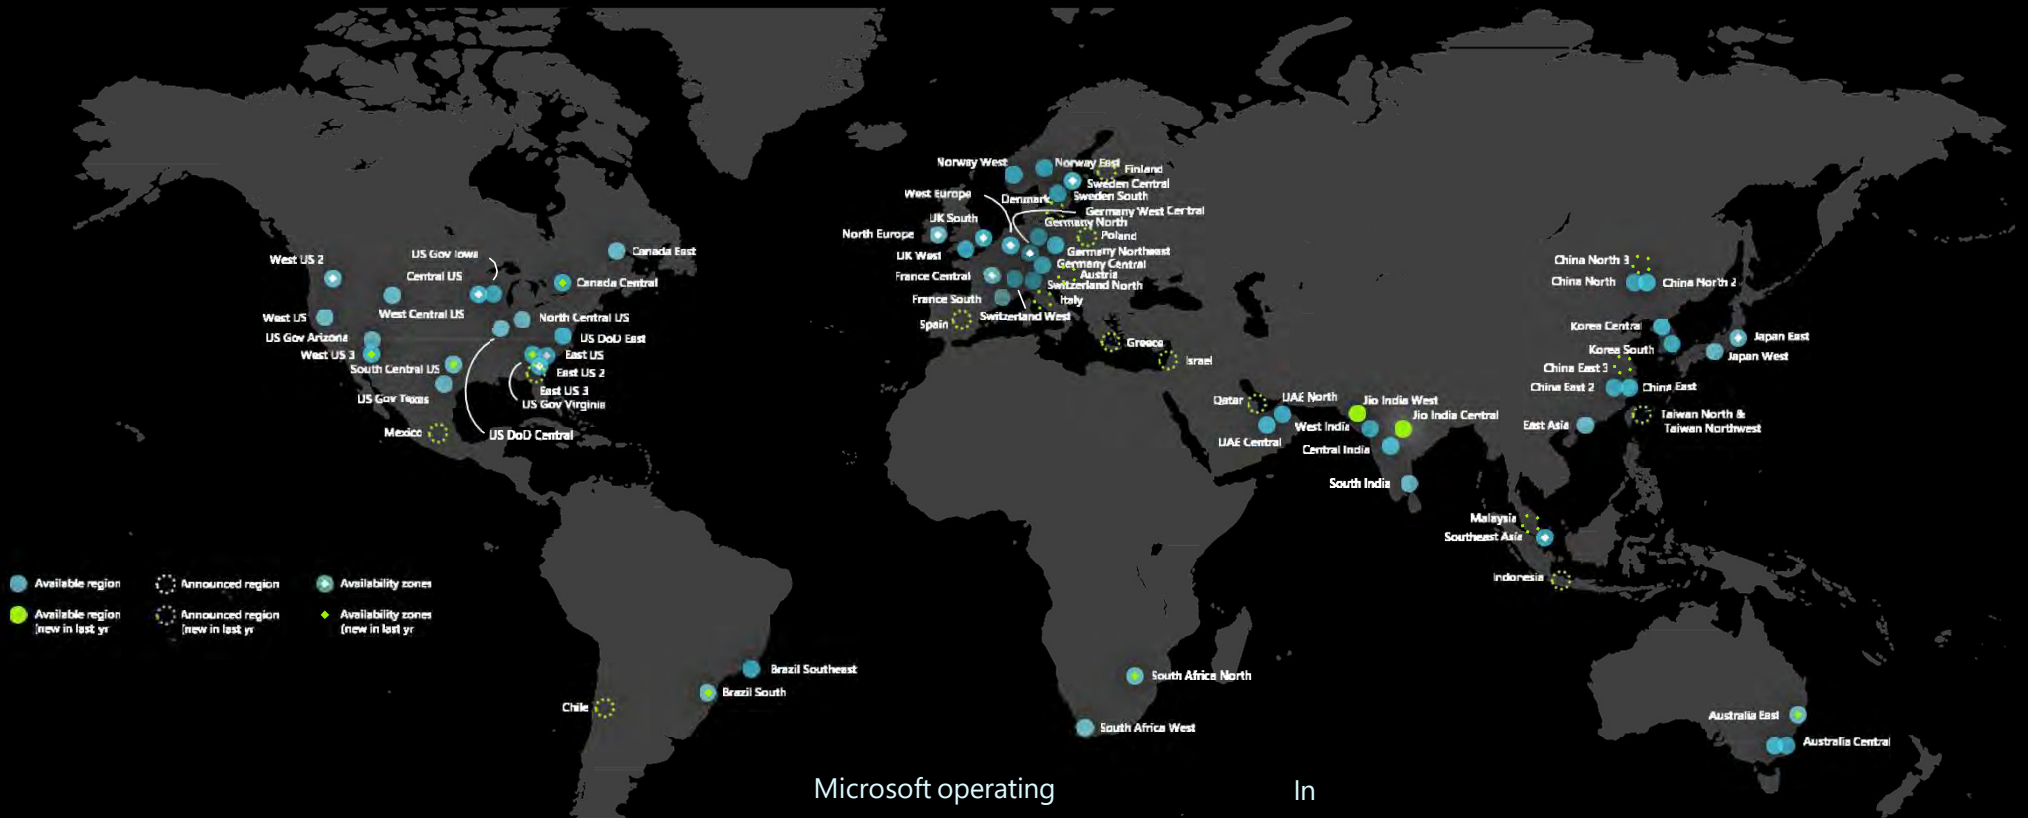 Norway West
Norway East
Finland
Sweden Central
West Europe
Denmark
Sweden South
Germany West Central
UK South
Germany North
North Europe
Poland
UK West
Germany Northeast
Germany Central
France Central
Austria
Switzerland North
France South
Italy
Switzerland West
Spain
Greece
Israel
US Gov Iowa
Canada East
West US 2
Central US
Canada Central
West Central US
West US
North Central US
US Gov Arizona
US DoD East
West US 3
East US
South Central US
East US 2
East US 3
US Gov Texas
US Gov Virginia
Mexico
US DoD Central
China North 3
China North
China North 2
Korea Central
Japan East
Korea South
Japan West
China East 3
China East 2
China East
Qatar
UAE North
Jio India West
Jio India Central
Taiwan North &
Taiwan Northwest
West India
East Asia
UAE Central
Central India
South India
Malaysia
Southeast Asia
Indonesia
Available region
Announced region
Availability zones
Available region
(new in last yr
Announced region
(new in last yr
Availability zones
(new in last yr
Brazil Southeast
Brazil South
Chile
South Africa North
South Africa West
Australia East
Australia Central
Microsoft operating
In